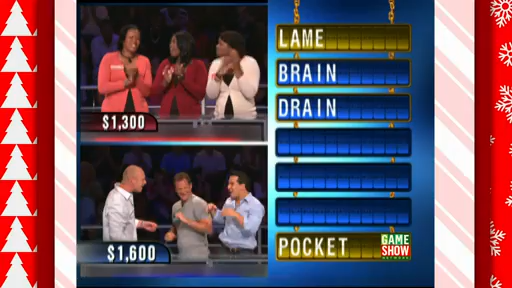 LAME
BRAIN
DRAIN
POCKET
$1,300
$1,600
GAME
SHOW
NETWORK